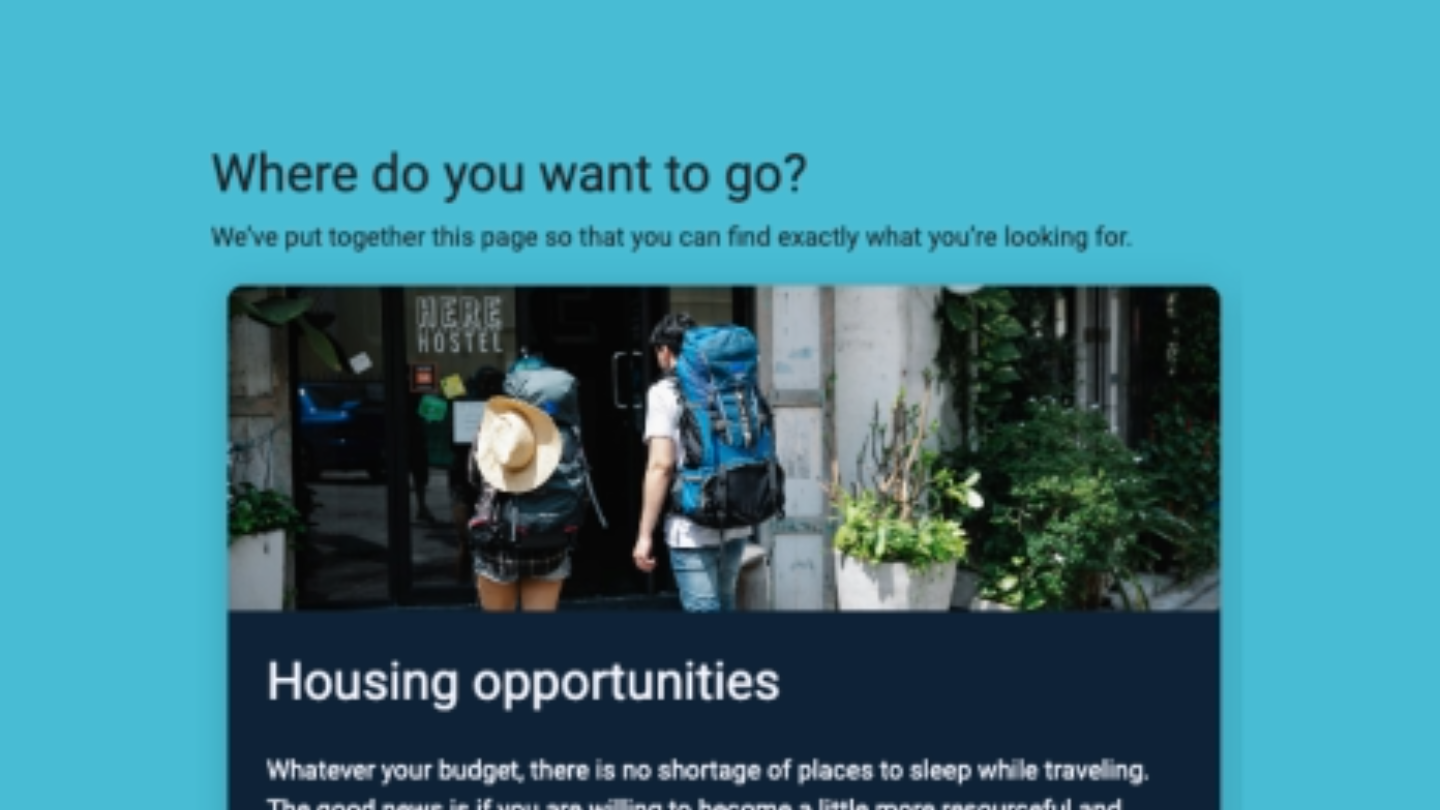 Where do you want to go?
We've put together this page so that you can find exactly what you're looking for.
HERE
HOSTEL
Housing opportunities
Whatever your budget, there is no shortage of places to sleep while traveling.
The good news is if you are willing to become a little more resourceful and